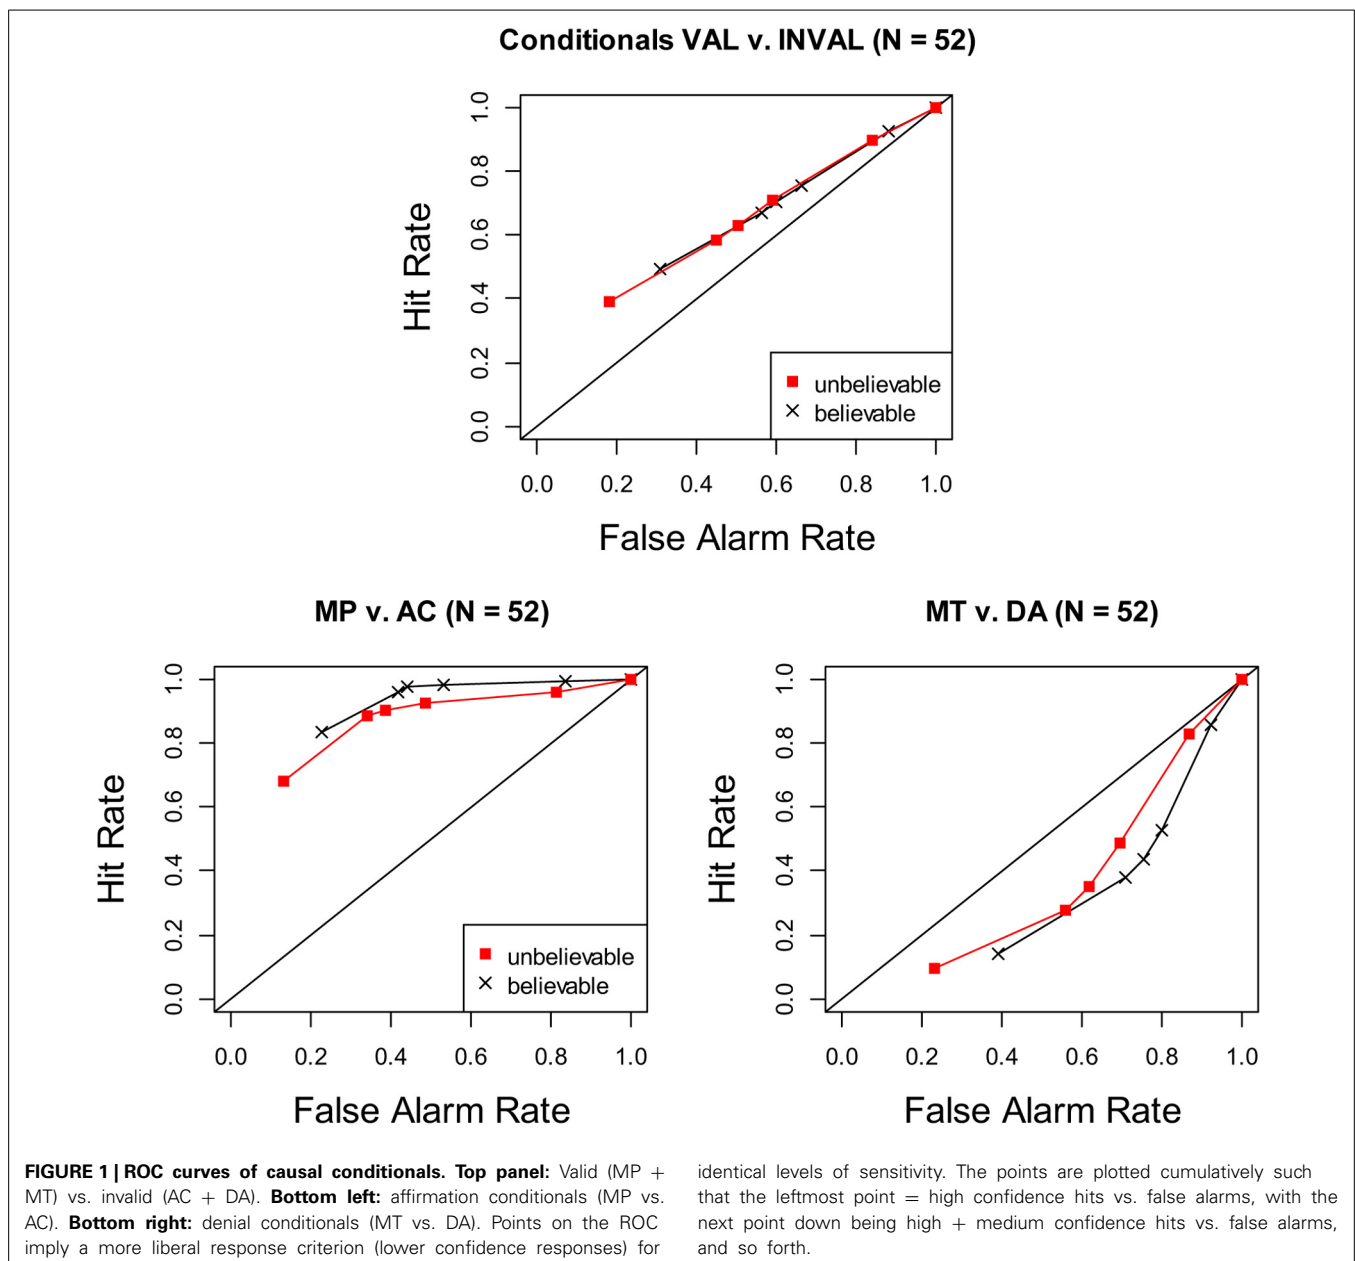 Conditionals VAL v. INVAL (N = 52)
Hit Rate
0.0 0.2 0.4 0.6 0.8 1.0
unbelievable
believable
0.0 0.2 0.4 0.6 0.8 1.0
False Alarm Rate
MP v. AC (N = 52)
Hit Rate
0.0 0.2 0.4 0.6 0.8 1.0
unbelievable
believable
0.0 0.2 0.4 0.6 0.8 1.0
False Alarm Rate
MT v. DA (N = 52)
Hit Rate
0.0 0.2 0.4 0.6 0.8 1.0
0.0 0.2 0.4 0.6 0.8 1.0
False Alarm Rate
FIGURE 1 | ROC curves of causal conditionals. Top panel: Valid (MP +
MT) vs. invalid (AC + DA). Bottom left: affirmation conditionals (MP vs.
AC). Bottom right: denial conditionals (MT vs. DA). Points on the ROC
imply a more liberal response criterion (lower confidence responses) for
identical levels of sensitivity. The points are plotted cumulatively such
that the leftmost point = high confidence hits vs. false alarms, with the
next point down being high + medium confidence hits vs. false alarms,
and so forth.